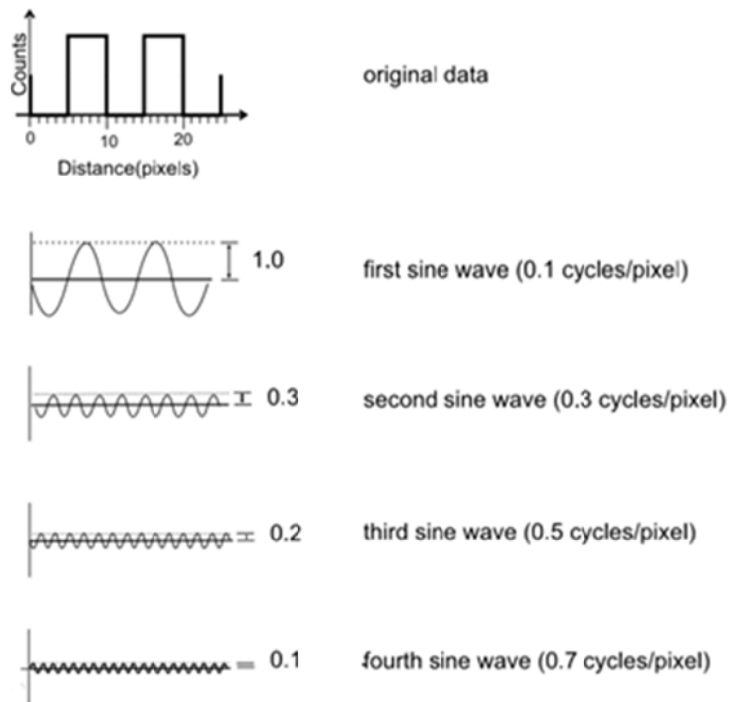 Counts
original data
0
10
20
Distance(pixels)
1.0
first sine wave (0.1 cycles/pixel)
0.3
second sine wave (0.3 cycles/pixel)
0.2
third sine wave (0.5 cycles/pixel)
0.1
fourth sine wave (0.7 cycles/pixel)